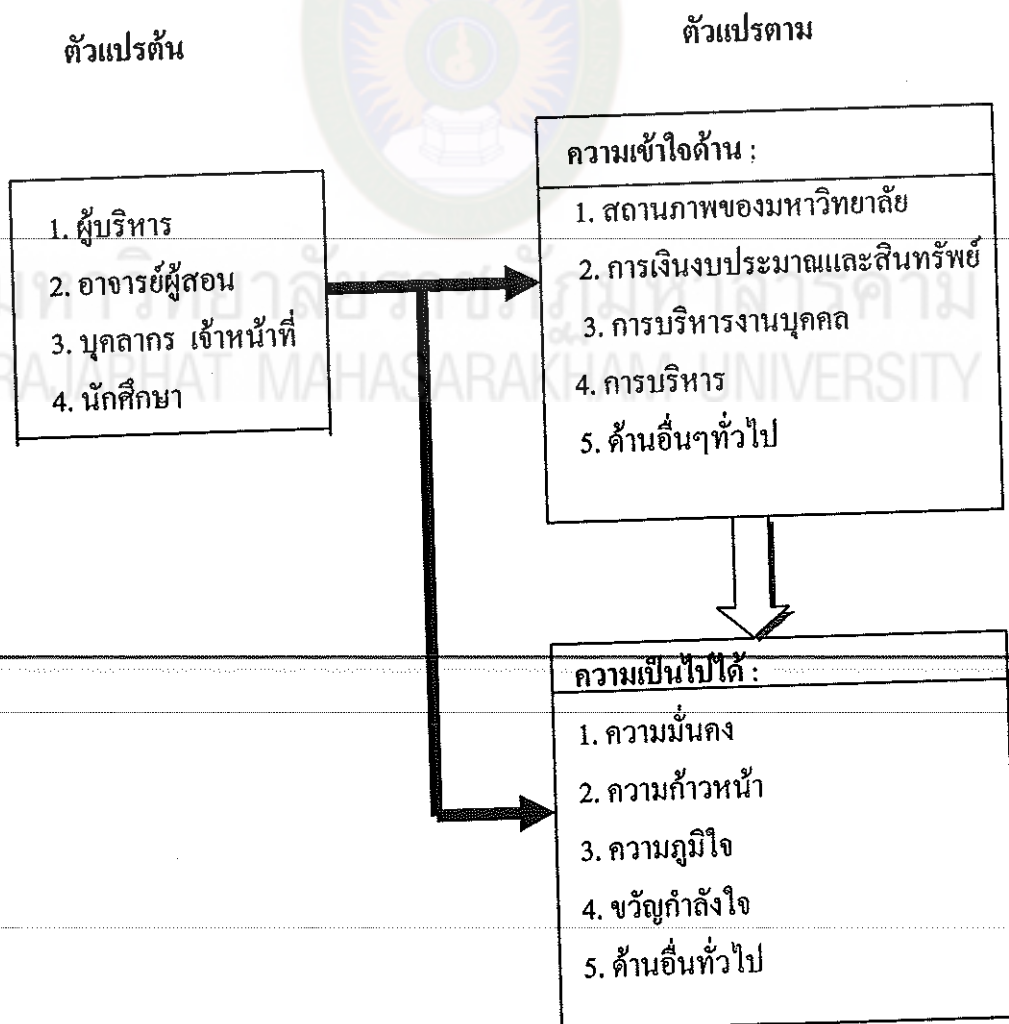 ตัวแปรต้น
ตัวแปรตาม
1. ผู้บริหาร
2. อาจารย์ผู้สอน
3. บุคลากร เจ้าหน้าที่
4. นักศึกษา
ความเข้าใจด้าน :
1. สถานภาพของมหาวิทยาลัย
2. การเงินงบประมาณและสินทรัพย์
3. การบริหารงานบุคคล
4. การบริหาร
5. ด้านอื่นๆทั่วไป
ความเป็นไปได้ :
1. ความมั่นคง
2. ความก้าวหน้า
3. ความภูมิใจ
4. ขวัญกำลังใจ
5. ด้านอื่นทั่วไป
มหาวิทยาลัยราชภัฏมหาสารคาม
RAJABHAT MAHASARAKHAM UNIVERSITY